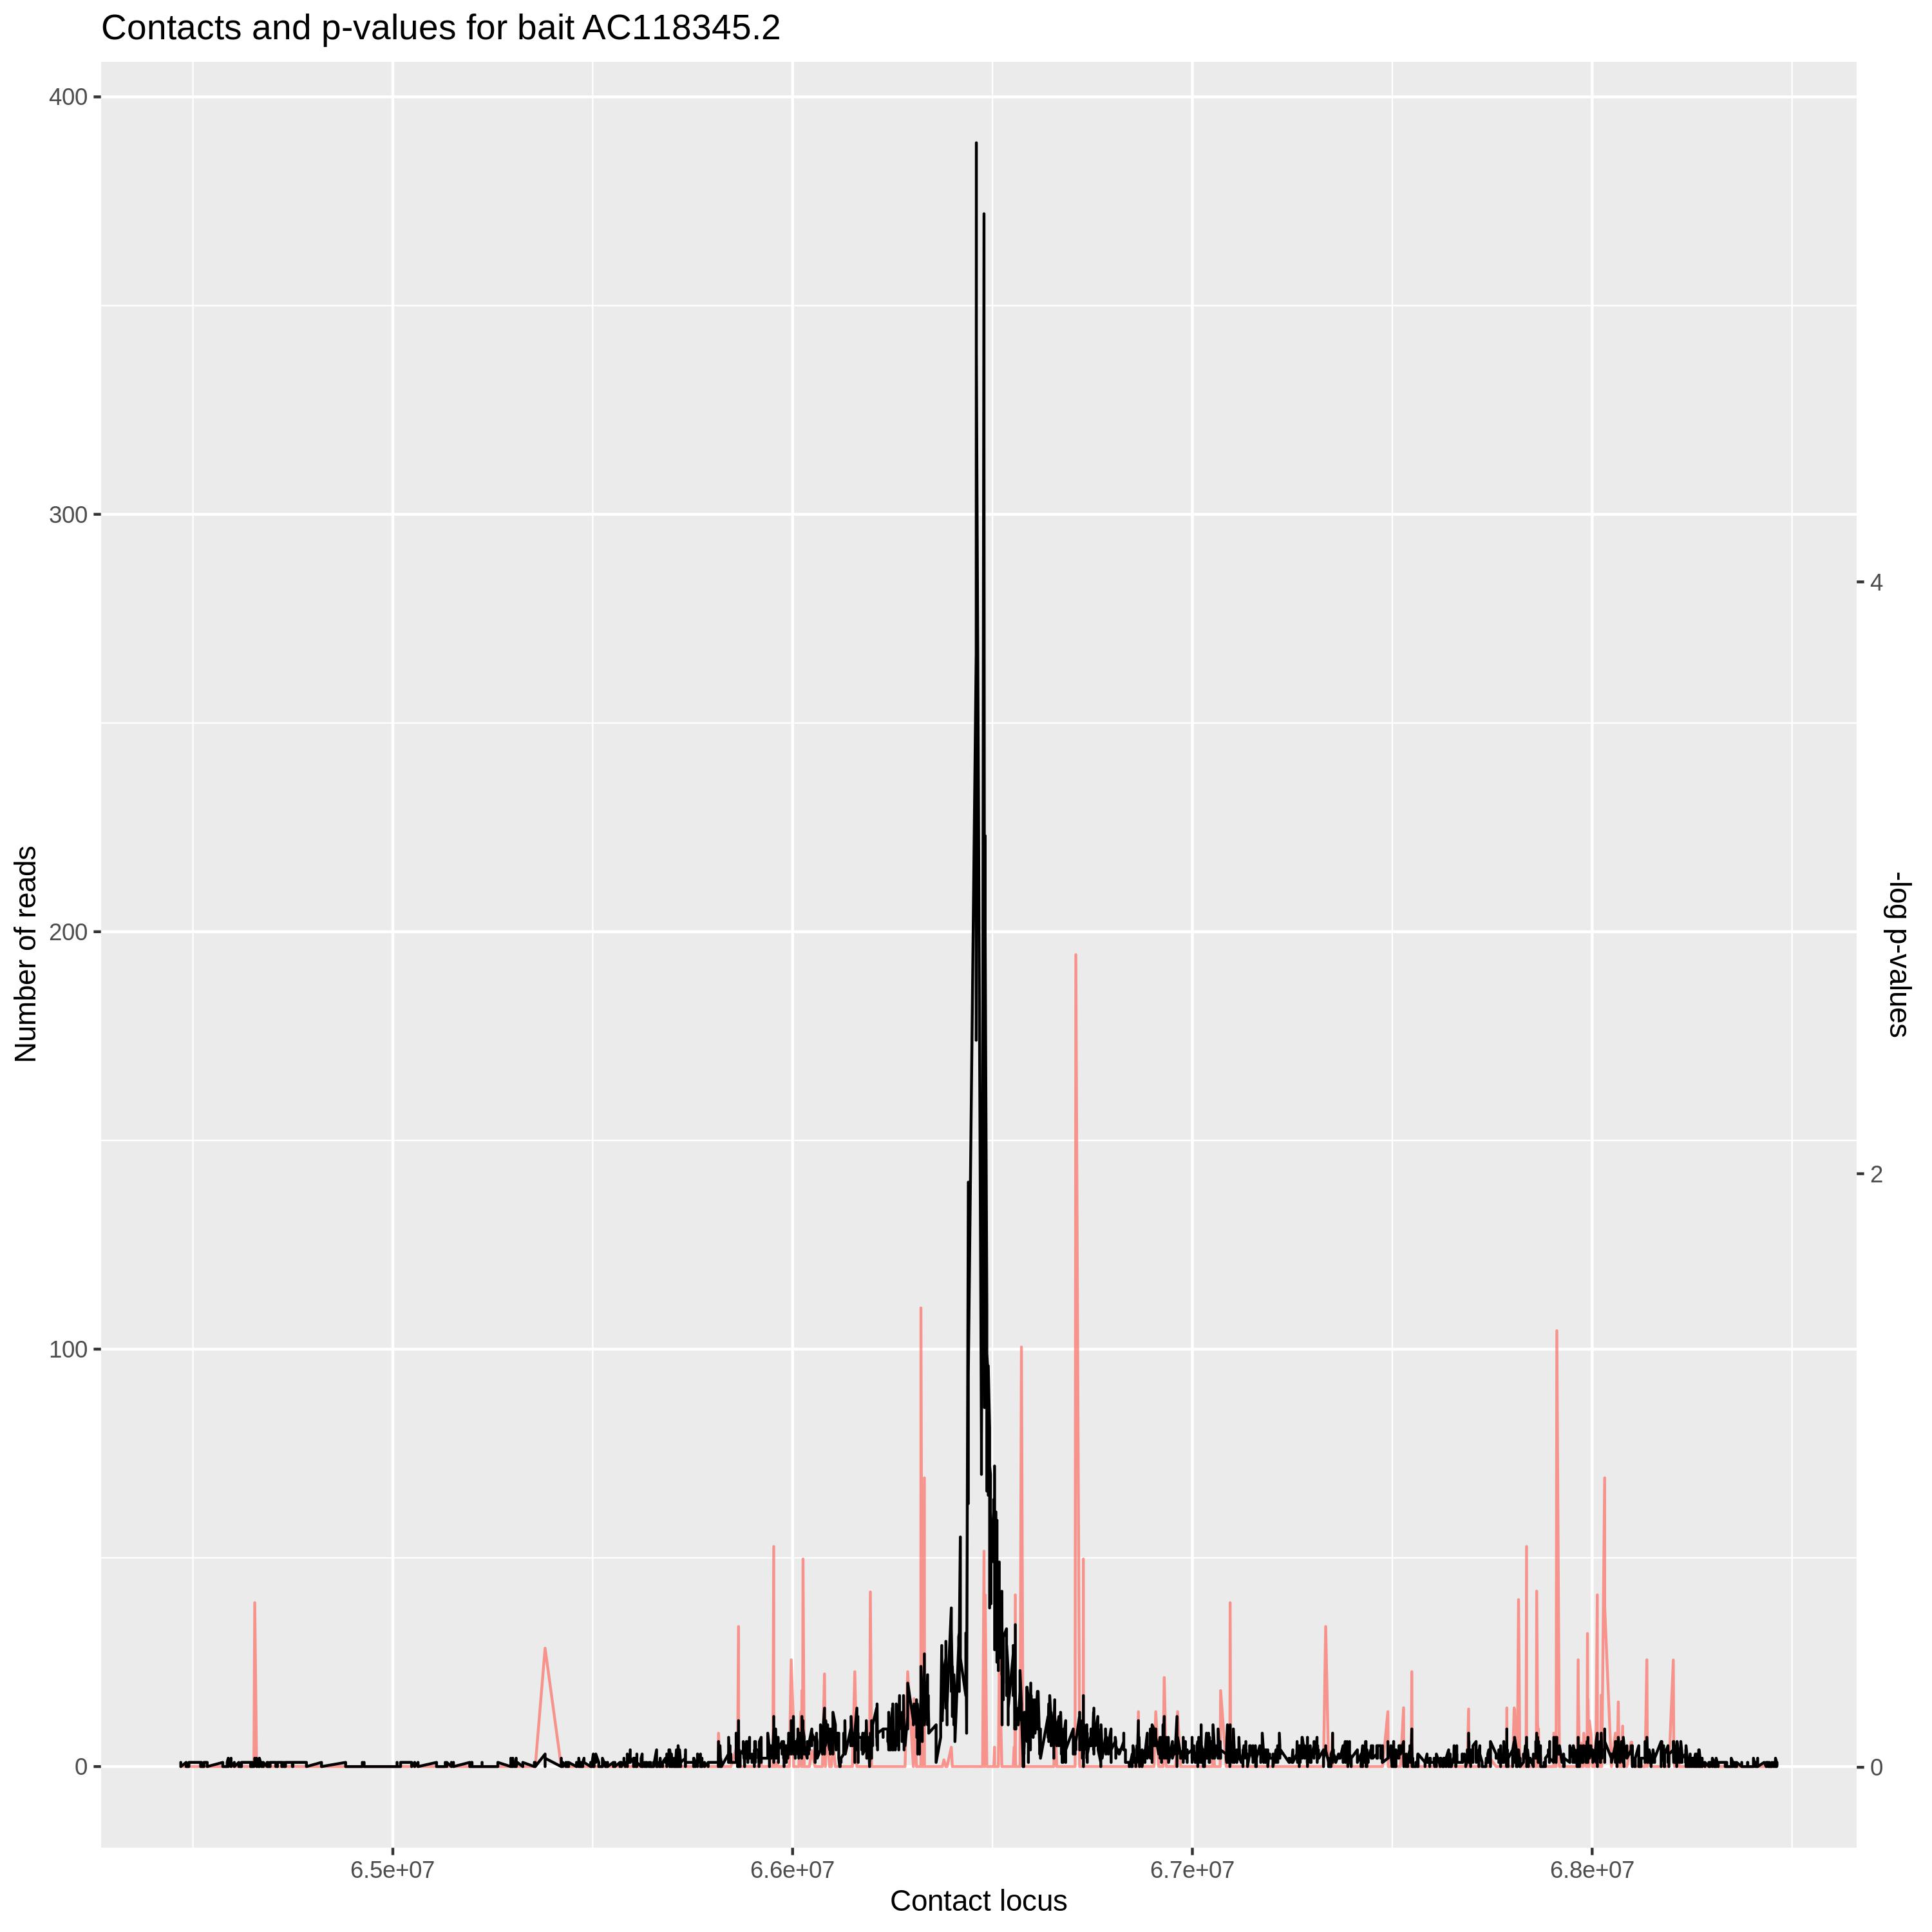 Contacts and p-values for bait AC118345.2
400
300
200
100
0
Number of reads
4
2
0
-log p-values
6.5e+07
6.6e+07
6.7e+07
6.8e+07
Contact locus